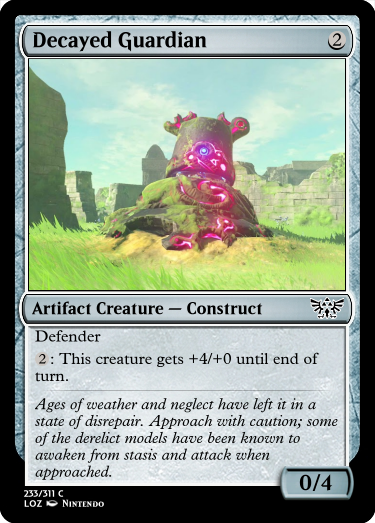 Decayed Guardian 2
Artifact Creature — Construct
Defender
2: This creature gets +4/+0 until end of
turn.
Ages of weather and neglect have left it in a
state of disrepair. Approach with caution; some
of the derelict models have been known to
awaken from stasis and attack when
approached.
0/4
233/311 C
LOZ Nintendo